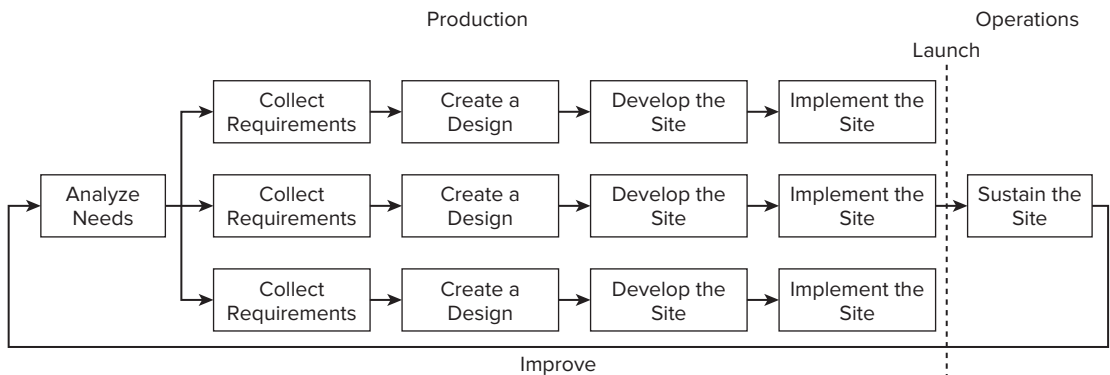 Production
Operations
Launch
Collect
Requirements
Create a
Design
Develop the
Site
Implement the
Site
Analyze
Needs
Collect
Requirements
Create a
Design
Develop the
Site
Implement the
Site
Sustain the
Site
Collect
Requirements
Create a
Design
Develop the
Site
Implement the
Site
Improve